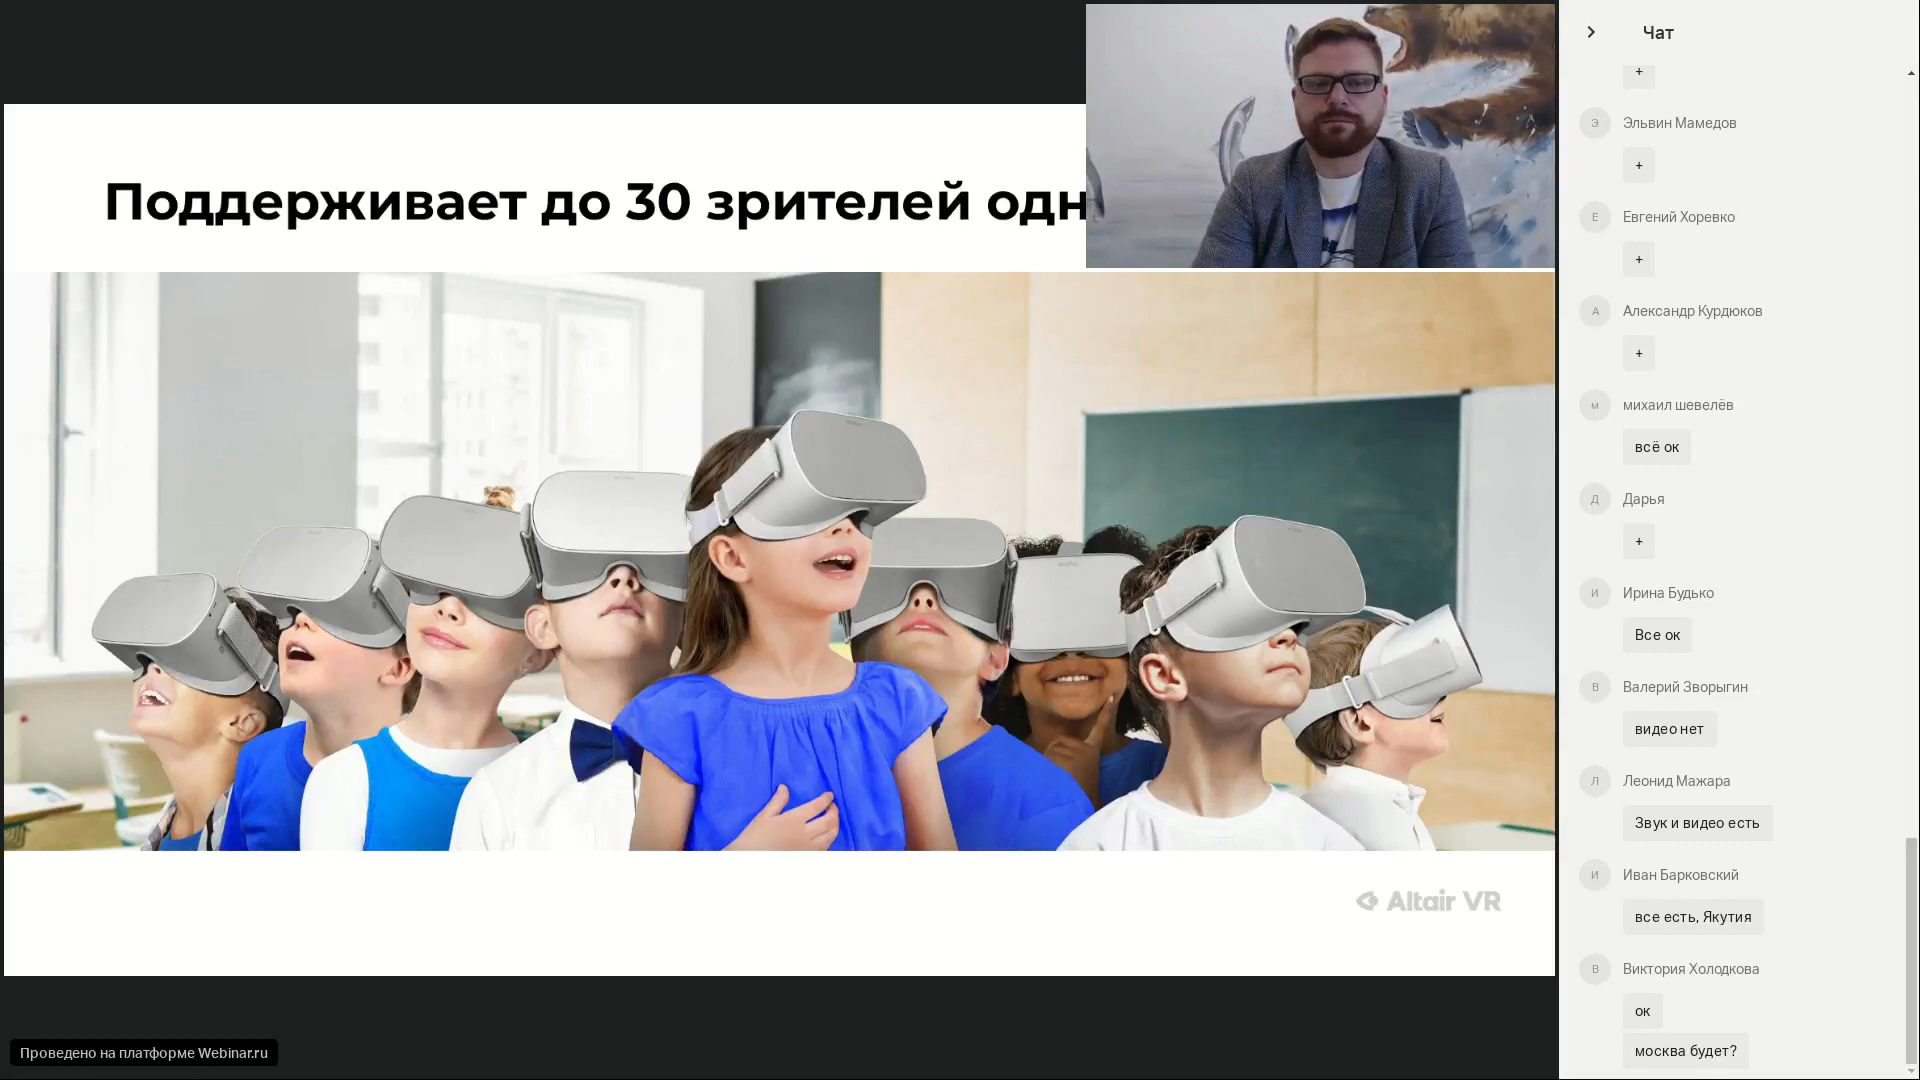 Поддерживает до 30 зрителей одн
Altair VR
Проведено на платформе Webinar.ru
Чат
+
Э
Эльвин Мамедов
+
Е
Евгений Хоревко
+
А
Александр Курдюков
+
м
михаил шевелёв
всё ок
Д
Дарья
+
И
Ирина Будько
Все ок
В
Валерий Зворыгин
видео нет
Л
Леонид Мажара
Звук и видео есть
И
Иван Барковский
все есть, Якутия
В
Виктория Холодкова
ок
москва будет?